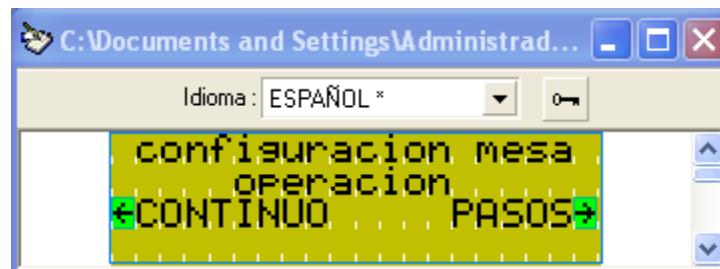 C:\Documents and Settings\Administrad...
Idioma : ESPAÑOL *
configuracion mesa
operacion
←CONTINUO PASOS→